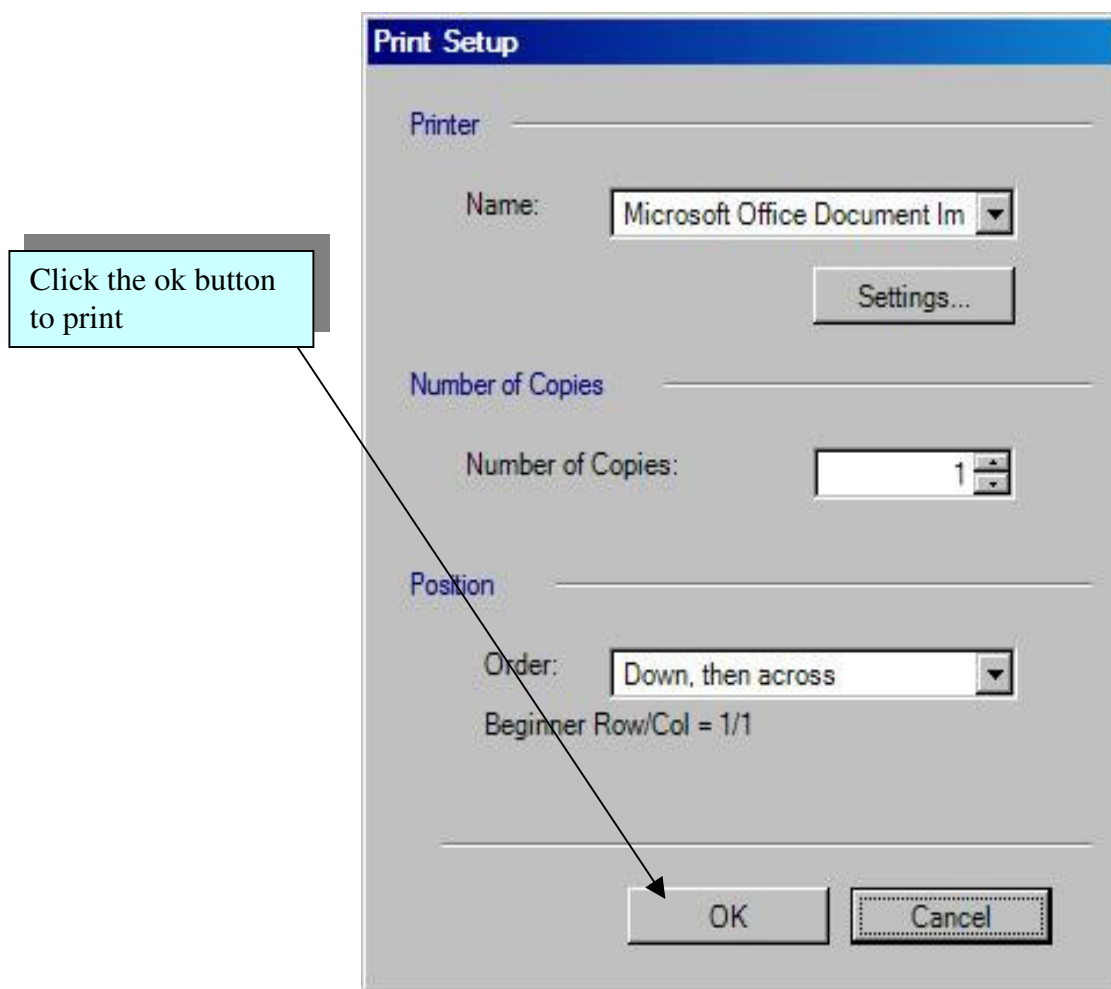 Print Setup
Printer
Name: Microsoft Office Document Im
Settings...
Click the ok button
to print
Number of Copies
Number of Copies: 1
Position
Order: Down, then across
Beginner Row/Col = 1/1
OK Cancel